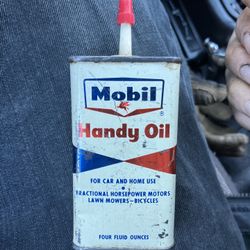 Mobil
®
Handy Oil
FOR CAR AND HOME USE
•
FRACTIONAL HORSEPOWER MOTORS
LAWN MOWERS—BICYCLES
FOUR FLUID OUNCES